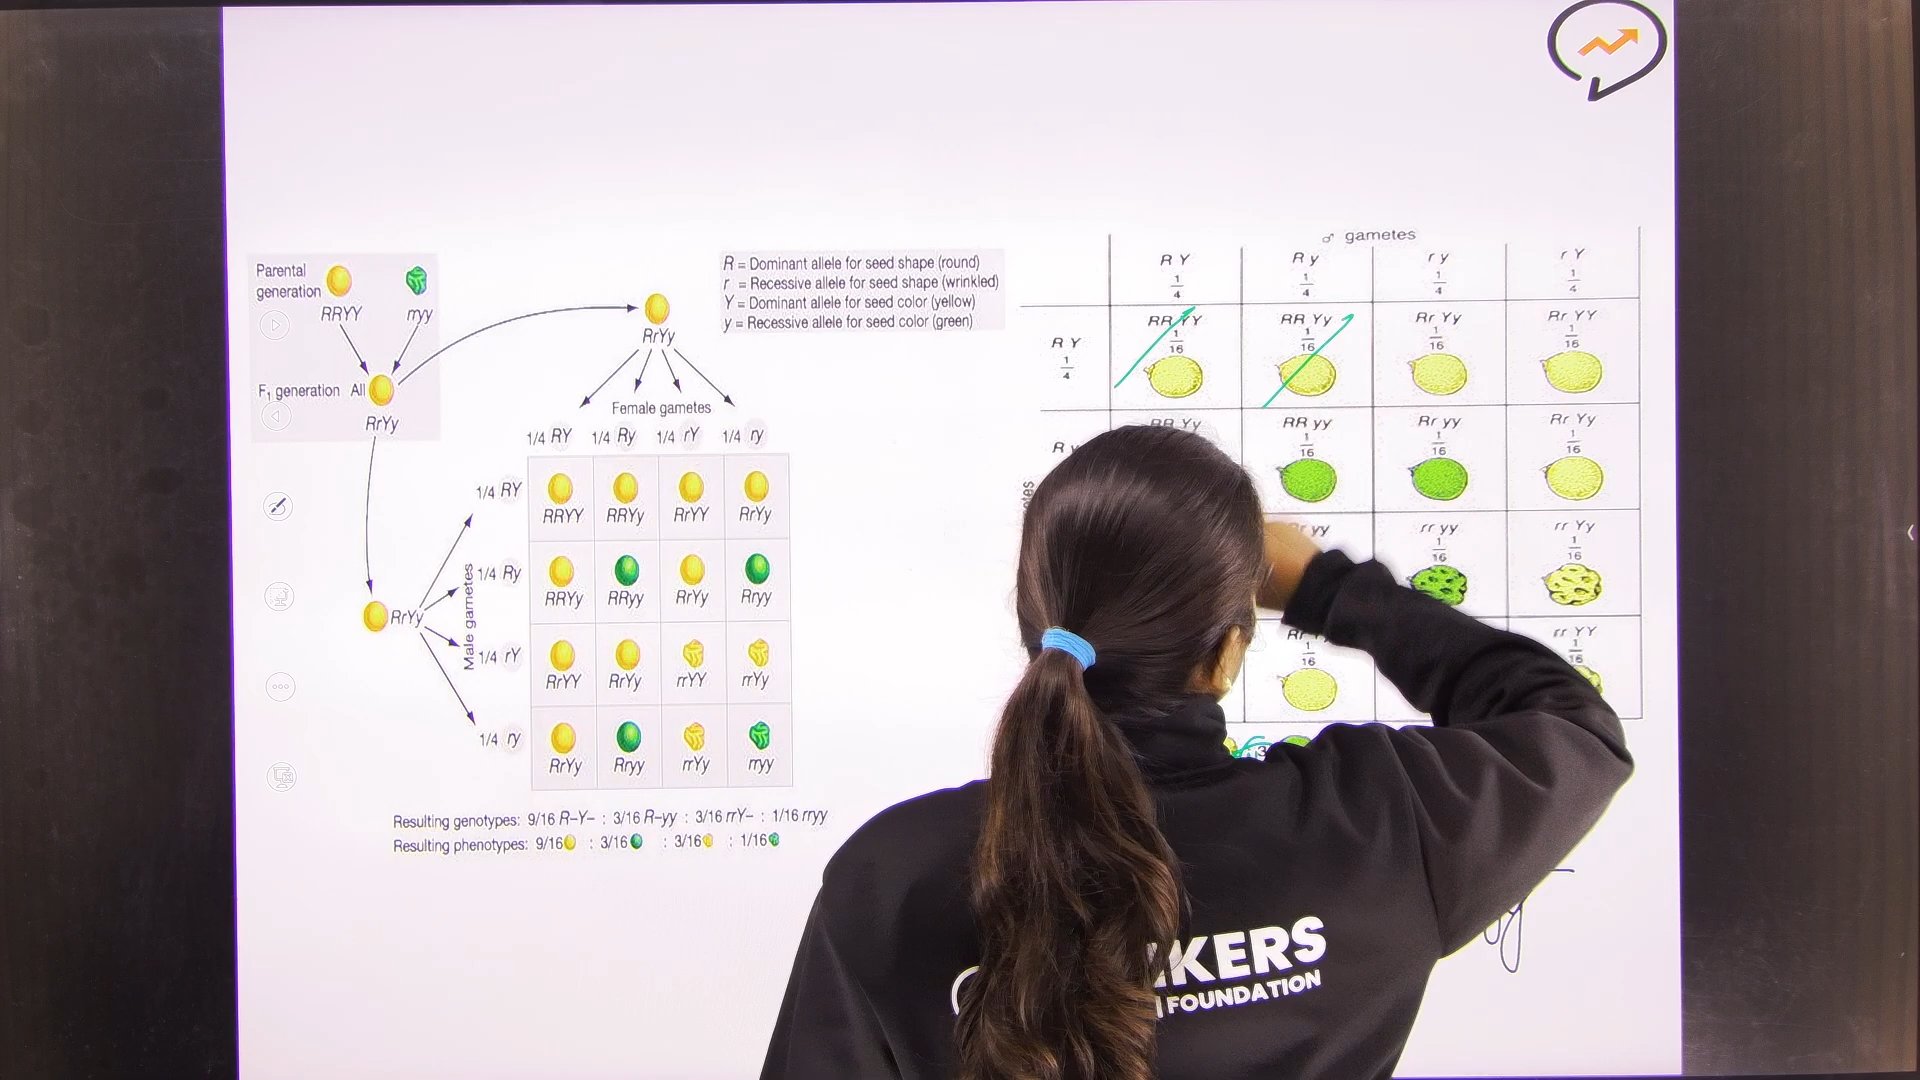 Parental
generation
RRYY
rryy
F1 generation All
RrYy
RrYy
R = Dominant allele for seed shape (round)
r = Recessive allele for seed shape (wrinkled)
Y = Dominant allele for seed color (yellow)
y = Recessive allele for seed color (green)
Female gametes
1/4 RY 1/4 Ry 1/4 rY 1/4 ry
RrYy
Male gametes
1/4 RY
RRYY RRYy RrYY RrYy
1/4 Ry
RRYy RRyy RrYy Rryy
1/4 rY
RrYY RrYy rrYY rrYy
1/4 ry
RrYy Rryy rrYy rryy
Resulting genotypes: 9/16 R–Y– : 3/16 R–yy : 3/16 rrY– : 1/16 rryy
Resulting phenotypes: 9/16 : 3/16 : 3/16 : 1/16
♂ gametes
R Y R y r y r Y
1/4 1/4 1/4 1/4
R Y
1/4
RR YY RR Yy Rr Yy Rr YY
1/16 1/16 1/16 1/16
R y
RR Yy RR yy Rr yy Rr Yy
1/16 1/16 1/16
yy rr yy rr Yy
1/16 1/16
rr YY
1/16 1/16
3
KERS
FOUNDATION